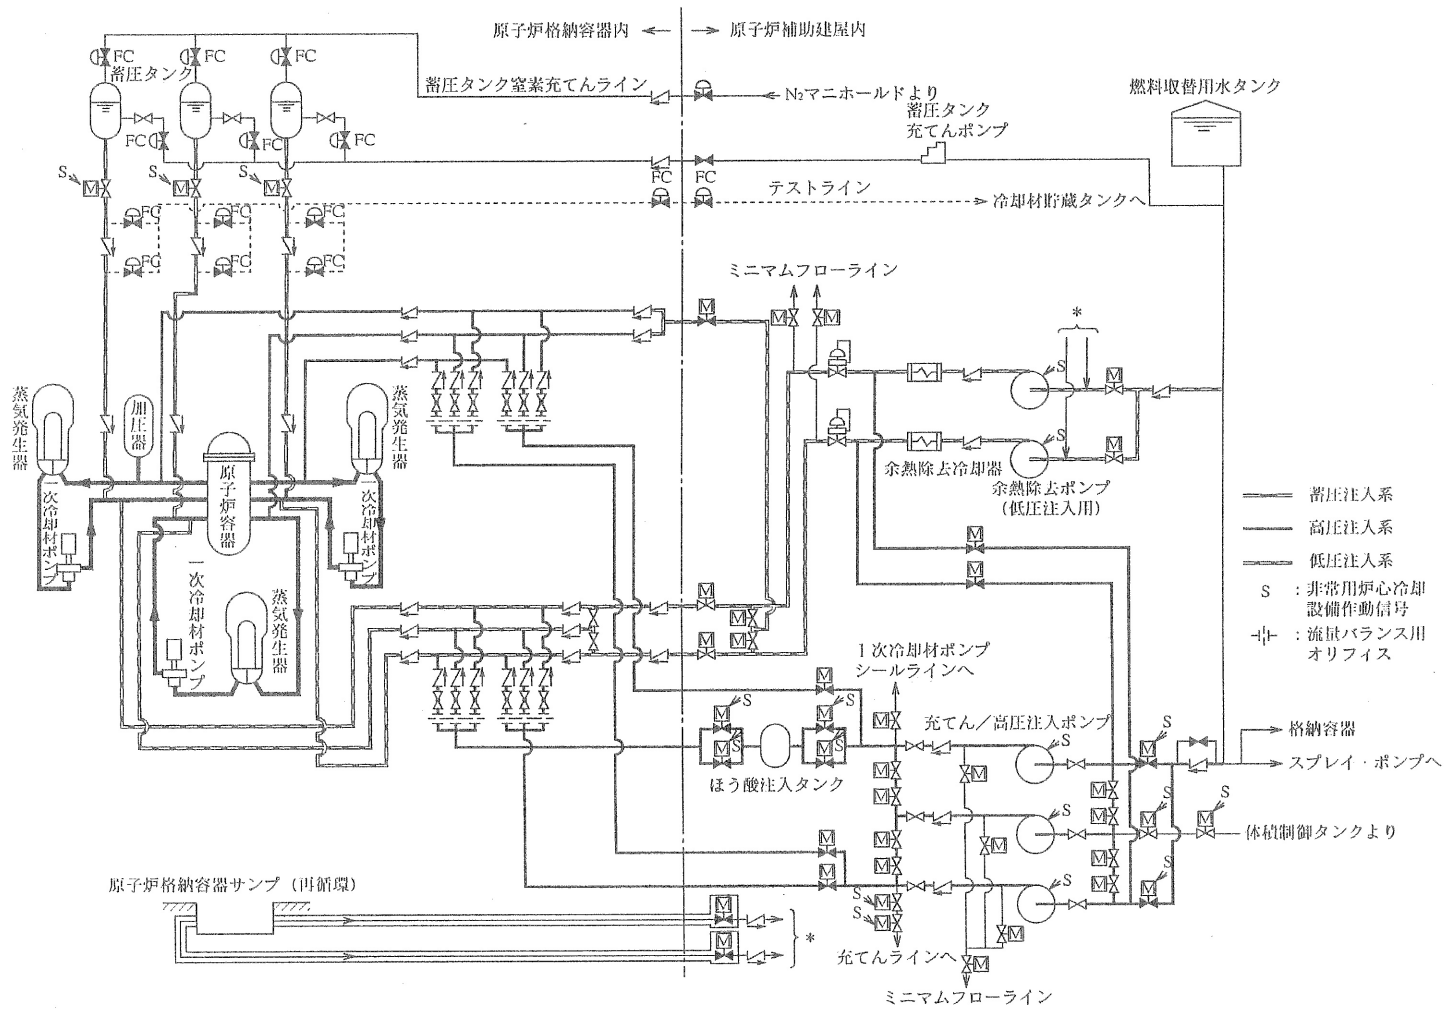 原子炉格納容器内
原子炉補助建屋内
FC
FC
FC
蓄圧タンク
蓄圧タンク窒素充てんライン
N₂マニホールドより
燃料取替用水タンク
蓄圧タンク
充てんポンプ
FC
FC
FC
S
S
S
M
M
M
FC
FC
テストライン
冷却材貯蔵タンクへ
FC
FC
FC
FC
FC
FC
ミニマムフローライン
M
M
M
*
S
M
S
M
蒸気発生器
加圧器
原子炉容器
蒸気発生器
余熱除去冷却器
余熱除去ポンプ
(低圧注入用)
一次冷却材ポンプ
一次冷却材ポンプ
一次冷却材ポンプ
蒸気発生器
蓄圧注入系
高圧注入系
低圧注入系
S
:非常用炉心冷却
設備作動信号
:流量バランス用
オリフィス
M
M
M
M
M
M
1次冷却材ポンプ
シールラインへ
M
M
S
M
S
M
S
M
S
ほう酸注入タンク
M
充てん/高圧注入ポンプ
S
M
S
格納容器
スプレイ・ポンプへ
M
M
M
M
M
M
S
M
S
M
S
体積制御タンクより
M
M
M
M
M
M
M
M
M
S
M
S
S
M
S
M
M
M
充てんラインへ
ミニマムフローライン
原子炉格納容器サンプ(再循環)
M
M
*